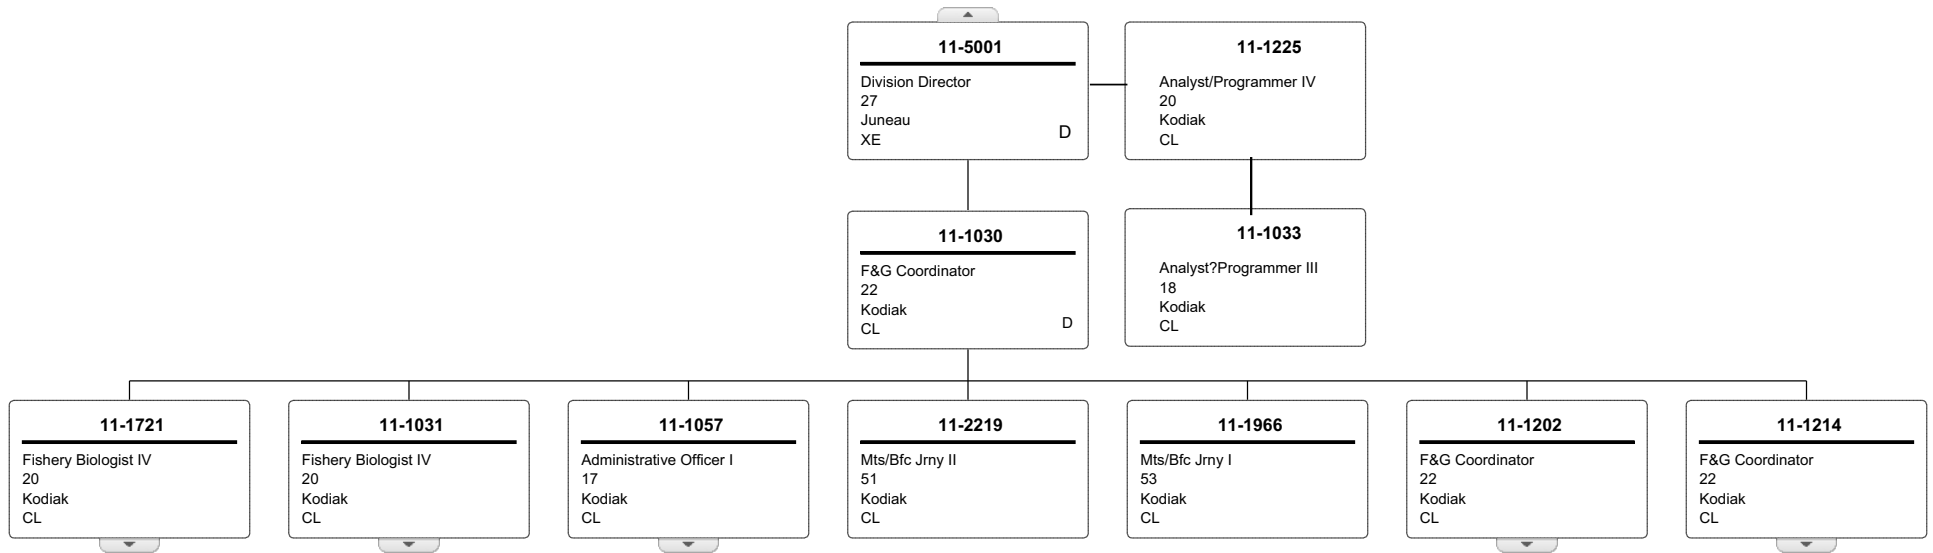 11-5001
Division Director
27
Juneau
XE
D
11-1225
Analyst/Programmer IV
20
Kodiak
CL
11-1030
F&G Coordinator
22
Kodiak
CL
D
11-1033
Analyst?Programmer III
18
Kodiak
CL
11-1721
Fishery Biologist IV
20
Kodiak
CL
11-1031
Fishery Biologist IV
20
Kodiak
CL
11-1057
Administrative Officer I
17
Kodiak
CL
11-2219
Mts/Bfc Jrny II
51
Kodiak
CL
11-1966
Mts/Bfc Jrny I
53
Kodiak
CL
11-1202
F&G Coordinator
22
Kodiak
CL
11-1214
F&G Coordinator
22
Kodiak
CL